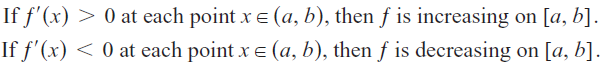 If f′(x) > 0 at each point x ∈ (a, b), then f is increasing on [a, b].
If f′(x) < 0 at each point x ∈ (a, b), then f is decreasing on [a, b].